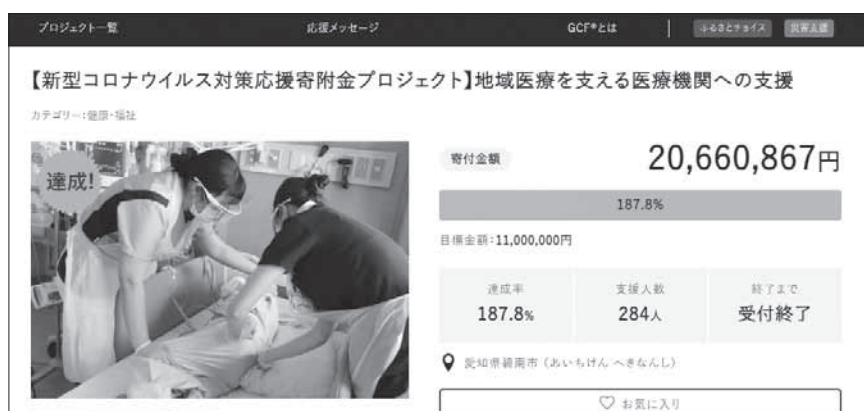 プロジェクト一覧 応援メッセージ GCF®とは ふるさとチョイス 災害支援
【新型コロナウイルス対策応援寄附金プロジェクト】地域医療を支える医療機関への支援
カテゴリー:健康・福祉
達成!
寄付金額 20,660,867円
187.8%
目標金額:11,000,000円
達成率 支援人数 終了まで
187.8% 284人 受付終了
愛知県碧南市（あいちけん へきなんし）
♡ お気に入り